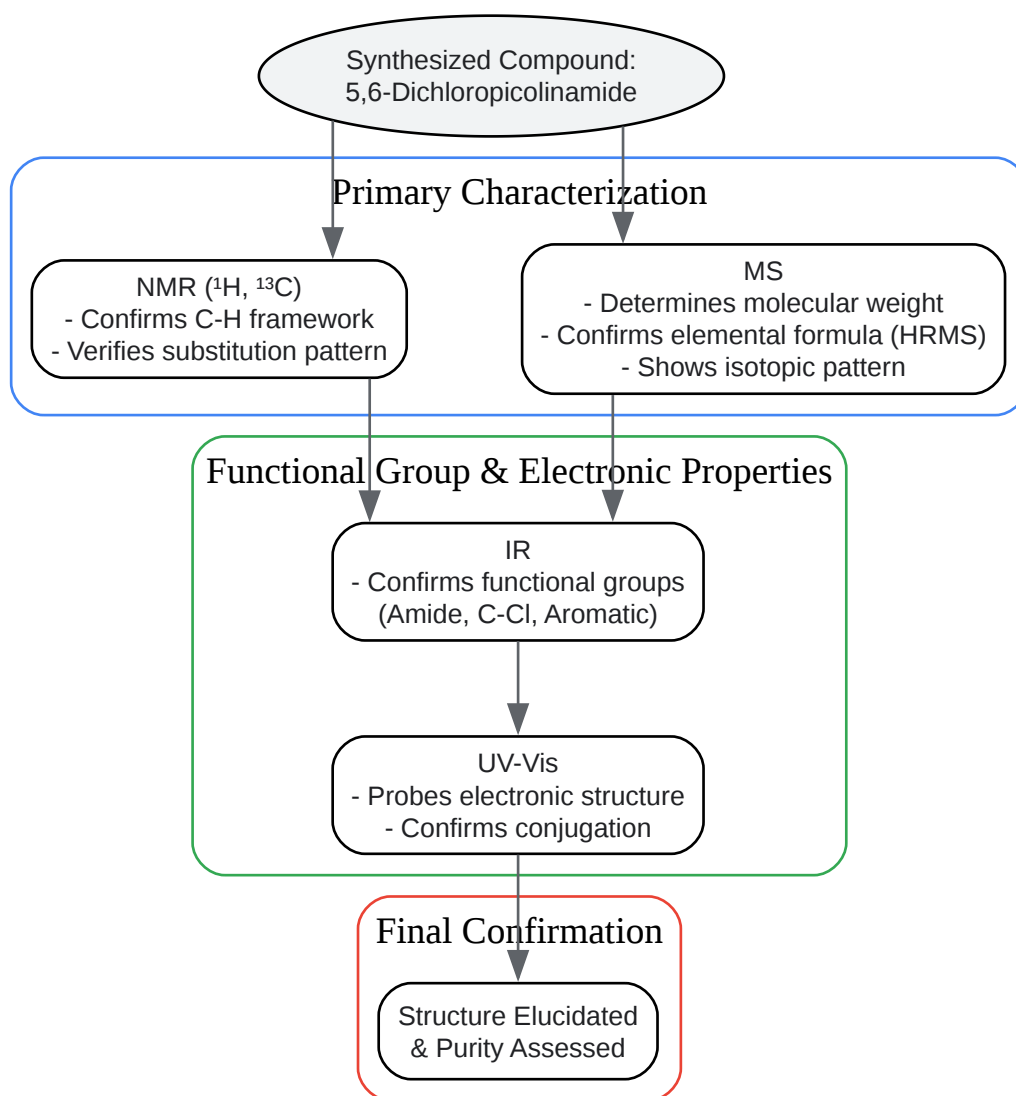 Synthesized Compound:
5,6-Dichloropicolinamide
Primary Characterization
NMR (¹H, ¹³C)
- Confirms C-H framework
- Verifies substitution pattern
MS
- Determines molecular weight
- Confirms elemental formula (HRMS)
- Shows isotopic pattern
Functional Group & Electronic Properties
IR
- Confirms functional groups
(Amide, C-Cl, Aromatic)
UV-Vis
- Probes electronic structure
- Confirms conjugation
Final Confirmation
Structure Elucidated
& Purity Assessed